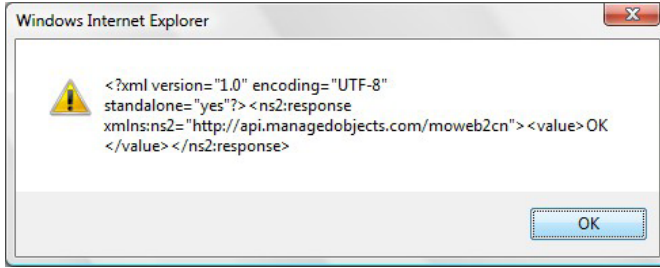 Windows Internet Explorer
<?xml version="1.0" encoding="UTF-8"
standalone="yes"?><ns2:response
xmlns:ns2="http://api.managedobjects.com/moweb2cn"><value>OK
</value></ns2:response>
OK